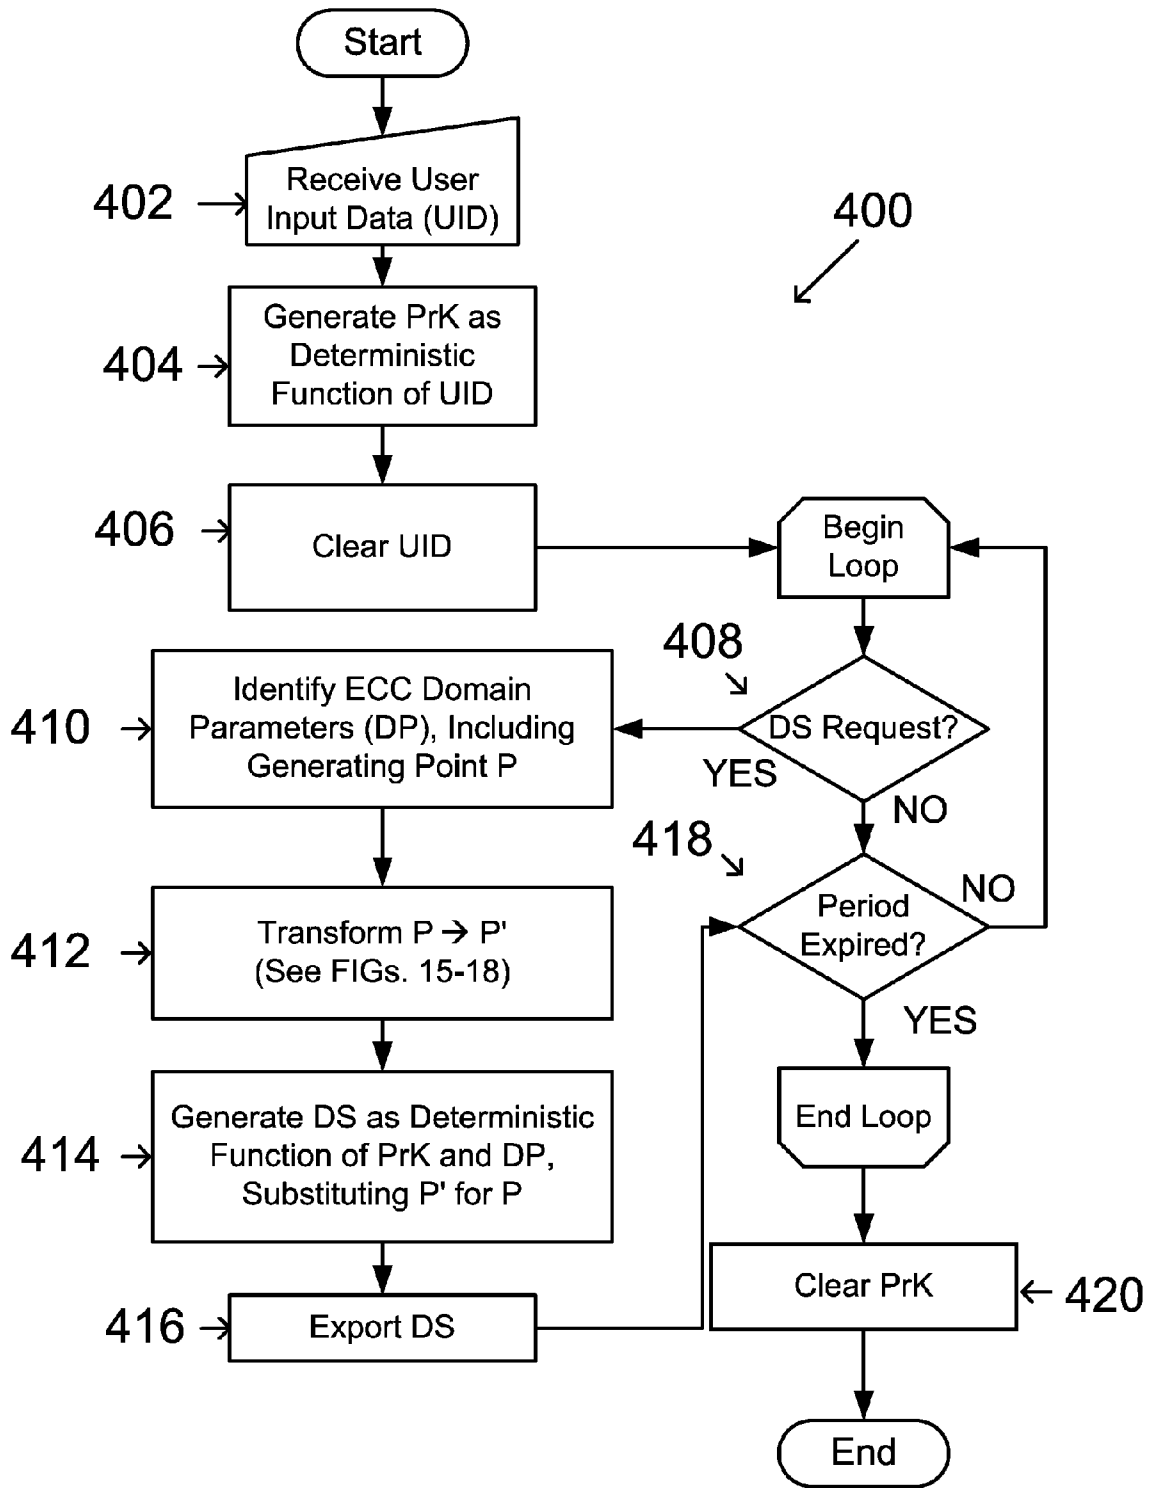 Start
402
Receive User
Input Data (UID)
400
404
Generate PrK as
Deterministic
Function of UID
406
Clear UID
Begin
Loop
408
DS Request?
YES
NO
410
Identify ECC Domain
Parameters (DP), Including
Generating Point P
412
Transform P → P'
(See FIGs. 15-18)
414
Generate DS as Deterministic
Function of PrK and DP,
Substituting P' for P
416
Export DS
418
Period
Expired?
NO
YES
End Loop
Clear PrK
420
End